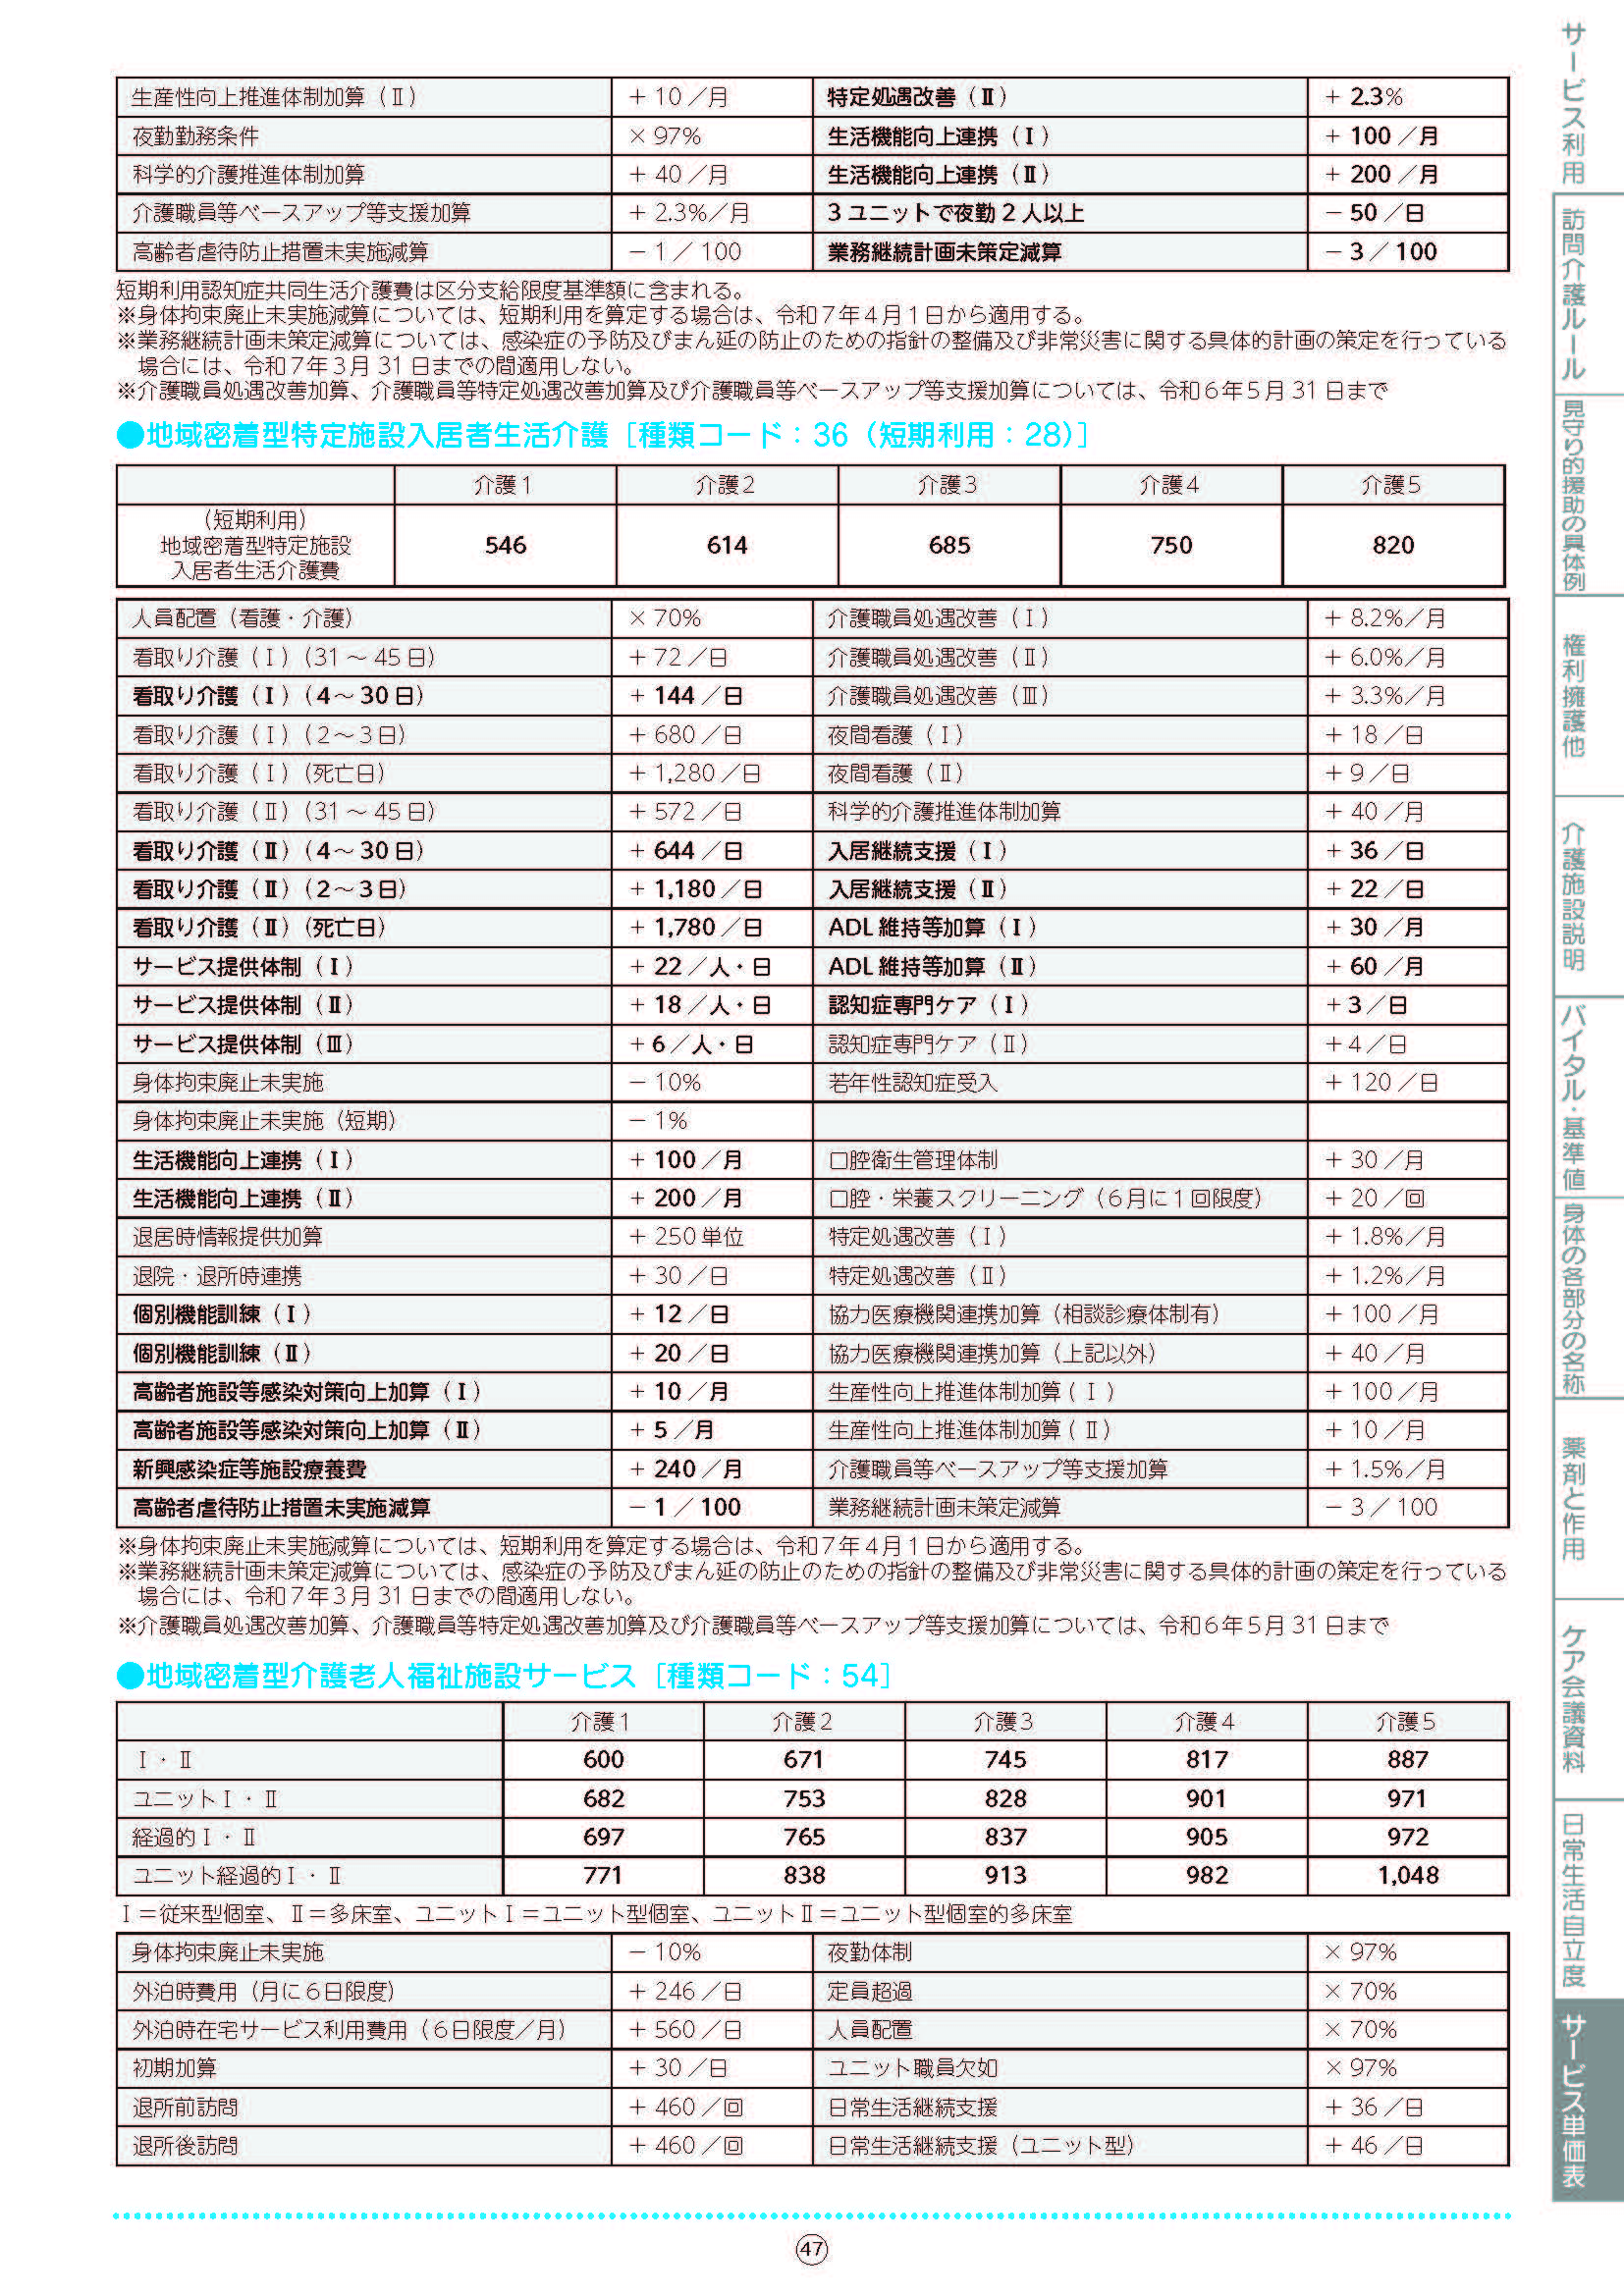 生産性向上推進体制加算（Ⅱ） ＋ 10 ／月 特定処遇改善（Ⅱ） ＋ 2.3%
夜勤勤務条件 × 97% 生活機能向上連携（Ⅰ） ＋ 100 ／月
科学的介護推進体制加算 ＋ 40 ／月 生活機能向上連携（Ⅱ） ＋ 200 ／月
介護職員等ベースアップ等支援加算 ＋ 2.3%／月 3 ユニットで夜勤 2 人以上 － 50 ／日
高齢者虐待防止措置未実施減算 － 1 ／ 100 業務継続計画未策定減算 － 3 ／ 100
短期利用認知症共同生活介護費は区分支給限度基準額に含まれる。
※身体拘束廃止未実施減算については、短期利用を算定する場合は、令和７年４月１日から適用する。
※業務継続計画未策定減算については、感染症の予防及びまん延の防止のための指針の整備及び非常災害に関する具体的計画の策定を行っている
場合には、令和７年３月 31 日までの間適用しない。
※介護職員処遇改善加算、介護職員等特定処遇改善加算及び介護職員等ベースアップ等支援加算については、令和６年５月 31 日まで
●地域密着型特定施設入居者生活介護［種類コード：36（短期利用：28）］
介護１ 介護２ 介護３ 介護４ 介護５
（短期利用）
地域密着型特定施設 546 614 685 750 820
入居者生活介護費
人員配置（看護・介護） × 70% 介護職員処遇改善（Ⅰ） ＋ 8.2%／月
看取り介護（Ⅰ）（31 ～ 45 日） ＋ 72 ／日 介護職員処遇改善（Ⅱ） ＋ 6.0%／月
看取り介護（Ⅰ）（4～ 30 日） ＋ 144 ／日 介護職員処遇改善（Ⅲ） ＋ 3.3%／月
看取り介護（Ⅰ）（２～３日） ＋ 680 ／日 夜間看護（Ⅰ） ＋ 18 ／日
看取り介護（Ⅰ）（死亡日） ＋ 1,280 ／日 夜間看護（Ⅱ） ＋ 9 ／日
看取り介護（Ⅱ）（31 ～ 45 日） ＋ 572 ／日 科学的介護推進体制加算 ＋ 40 ／月
看取り介護（Ⅱ）（4～ 30 日） ＋ 644 ／日 入居継続支援（Ⅰ） ＋ 36 ／日
看取り介護（Ⅱ）（2～3日） ＋ 1,180 ／日 入居継続支援（Ⅱ） ＋ 22 ／日
看取り介護（Ⅱ）（死亡日） ＋ 1,780 ／日 ADL 維持等加算（Ⅰ） ＋ 30 ／月
サービス提供体制（Ⅰ） ＋ 22 ／人・日 ADL 維持等加算（Ⅱ） ＋ 60 ／月
サービス提供体制（Ⅱ） ＋ 18 ／人・日 認知症専門ケア（Ⅰ） ＋ 3 ／日
サービス提供体制（Ⅲ） ＋ 6 ／人・日 認知症専門ケア（Ⅱ） ＋ 4 ／日
身体拘束廃止未実施 － 10% 若年性認知症受入 ＋ 120 ／日
身体拘束廃止未実施（短期） － 1%
生活機能向上連携（Ⅰ） ＋ 100 ／月 口腔衛生管理体制 ＋ 30 ／月
生活機能向上連携（Ⅱ） ＋ 200 ／月 口腔・栄養スクリーニング（６月に１回限度） ＋ 20 ／回
退居時情報提供加算 ＋ 250 単位 特定処遇改善（Ⅰ） ＋ 1.8%／月
退院・退所時連携 ＋ 30 ／日 特定処遇改善（Ⅱ） ＋ 1.2%／月
個別機能訓練（Ⅰ） ＋ 12 ／日 協力医療機関連携加算（相談診療体制有） ＋ 100 ／月
個別機能訓練（Ⅱ） ＋ 20 ／日 協力医療機関連携加算（上記以外） ＋ 40 ／月
高齢者施設等感染対策向上加算（Ⅰ） ＋ 10 ／月 生産性向上推進体制加算(Ⅰ) ＋ 100 ／月
高齢者施設等感染対策向上加算（Ⅱ） ＋ 5 ／月 生産性向上推進体制加算(Ⅱ) ＋ 10 ／月
新興感染症等施設療養費 ＋ 240 ／月 介護職員等ベースアップ等支援加算 ＋ 1.5%／月
高齢者虐待防止措置未実施減算 － 1 ／ 100 業務継続計画未策定減算 － 3 ／ 100
※身体拘束廃止未実施減算については、短期利用を算定する場合は、令和７年４月１日から適用する。
※業務継続計画未策定減算については、感染症の予防及びまん延の防止のための指針の整備及び非常災害に関する具体的計画の策定を行っている
場合には、令和７年３月 31 日までの間適用しない。
※介護職員処遇改善加算、介護職員等特定処遇改善加算及び介護職員等ベースアップ等支援加算については、令和６年５月 31 日まで
●地域密着型介護老人福祉施設サービス［種類コード：54］
介護１ 介護２ 介護３ 介護４ 介護５
Ⅰ・Ⅱ 600 671 745 817 887
ユニットⅠ・Ⅱ 682 753 828 901 971
経過的Ⅰ・Ⅱ 697 765 837 905 972
ユニット経過的Ⅰ・Ⅱ 771 838 913 982 1,048
Ⅰ＝従来型個室、Ⅱ＝多床室、ユニットⅠ＝ユニット型個室、ユニットⅡ＝ユニット型個室的多床室
身体拘束廃止未実施 － 10% 夜勤体制 × 97%
外泊時費用（月に６日限度） ＋ 246 ／日 定員超過 × 70%
外泊時在宅サービス利用費用（６日限度／月） ＋ 560 ／日 人員配置 × 70%
初期加算 ＋ 30 ／日 ユニット職員欠如 × 97%
退所前訪問 ＋ 460 ／回 日常生活継続支援 ＋ 36 ／日
退所後訪問 ＋ 460 ／回 日常生活継続支援（ユニット型） ＋ 46 ／日
47
サービス利用
訪問介護ルール
見守り的援助の具体例
権利擁護他
介護施設説明
バイタル・基準値
身体の各部分の名称
薬剤と作用
ケア会議資料
日常生活自立度
サービス単価表